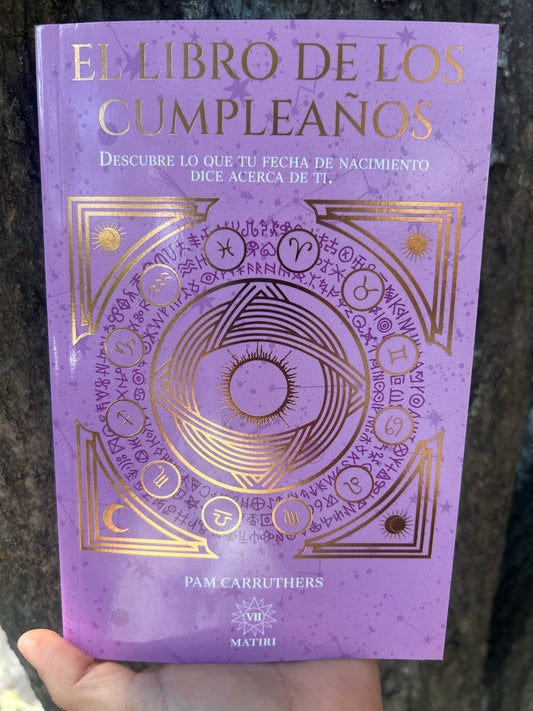 EL LIBRO DE LOS
CUMPLEAÑOS
DESCUBRE LO QUE TU FECHA DE NACIMIENTO
DICE ACERCA DE TI.
PAM CARRUTHERS
VII
MATIRI